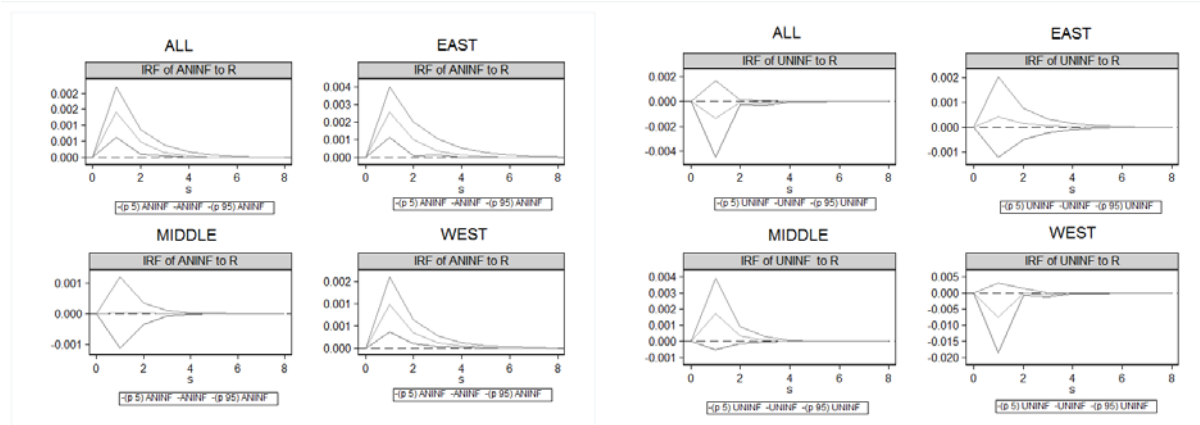 ALL
IRF of ANINF to R
0.002
0.002
0.001
0.001
0.000
0 2 4 6 8
s
-(p 5) ANINF -ANINF -(p 95) ANINF
EAST
IRF of ANINF to R
0.004
0.003
0.002
0.001
0.000
0 2 4 6 8
s
-(p 5) ANINF -ANINF -(p 95) ANINF
MIDDLE
IRF of ANINF to R
0.001
0.000
-0.001
0 2 4 6 8
s
-(p 5) ANINF -ANINF -(p 95) ANINF
WEST
IRF of ANINF to R
0.002
0.001
0.001
0.000
0 2 4 6 8
s
-(p 5) ANINF -ANINF -(p 95) ANINF
ALL
IRF of UNINF to R
0.002
0.000
-0.002
-0.004
0 2 4 6 8
s
-(p 5) UNINF -UNINF -(p 95) UNINF
EAST
IRF of UNINF to R
0.002
0.001
0.000
-0.001
0 2 4 6 8
s
-(p 5) UNINF -UNINF -(p 95) UNINF
MIDDLE
IRF of UNINF to R
0.004
0.003
0.002
0.001
0.000
-0.001
0 2 4 6 8
s
-(p 5) UNINF -UNINF -(p 95) UNINF
WEST
IRF of UNINF to R
0.005
0.000
-0.005
-0.010
-0.015
-0.020
0 2 4 6 8
s
-(p 5) UNINF -UNINF -(p 95) UNINF